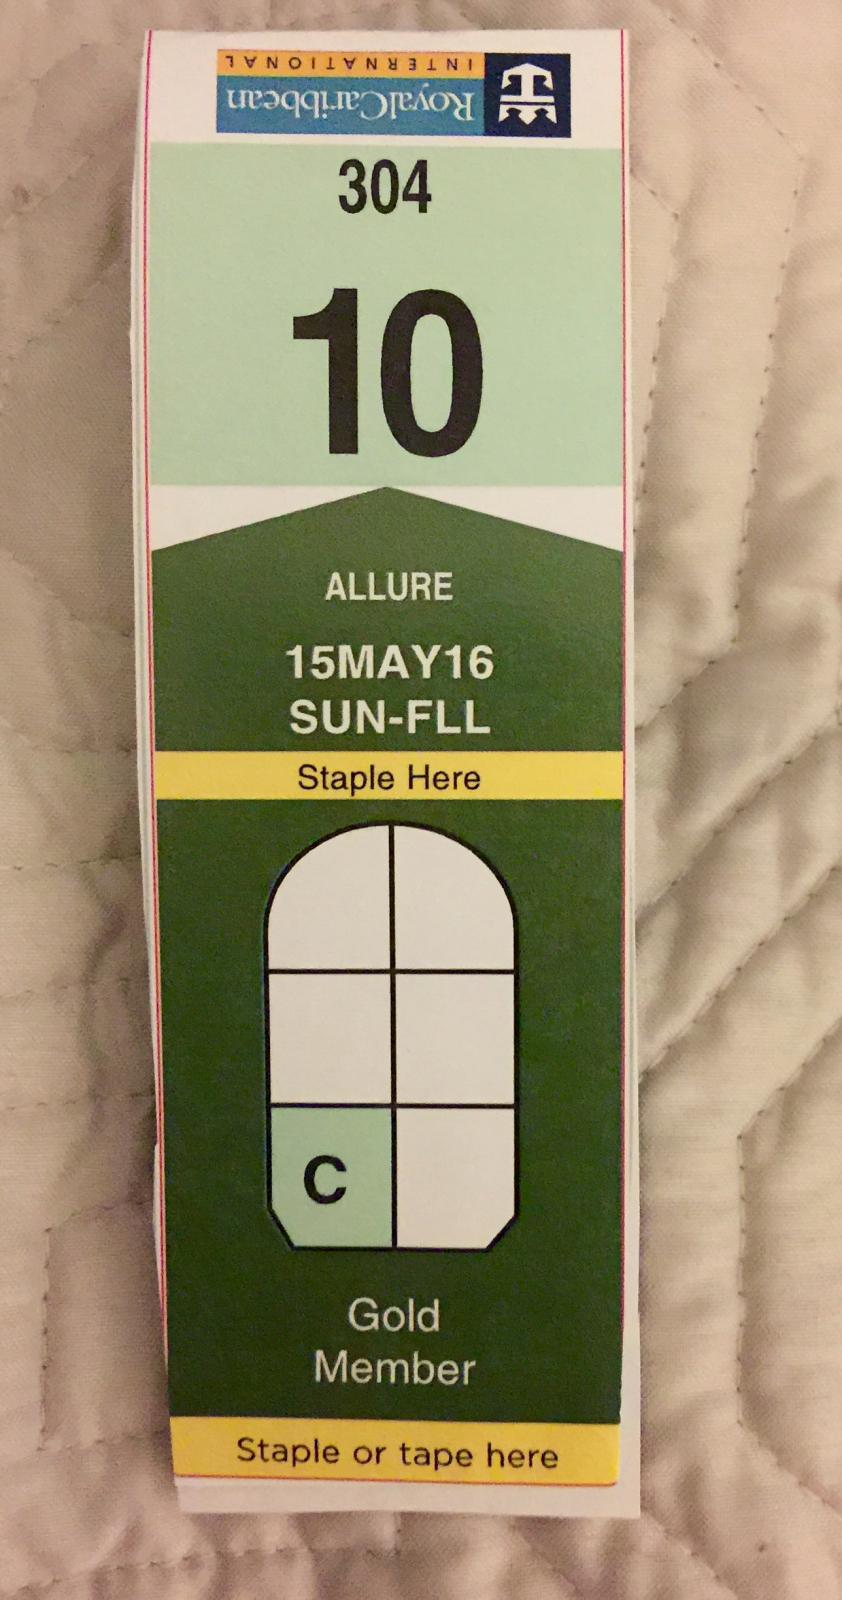 RoyalCaribbean
INTERNATIONAL
304
10
ALLURE
15MAY16
SUN-FLL
Staple Here
C
Gold
Member
Staple or tape here